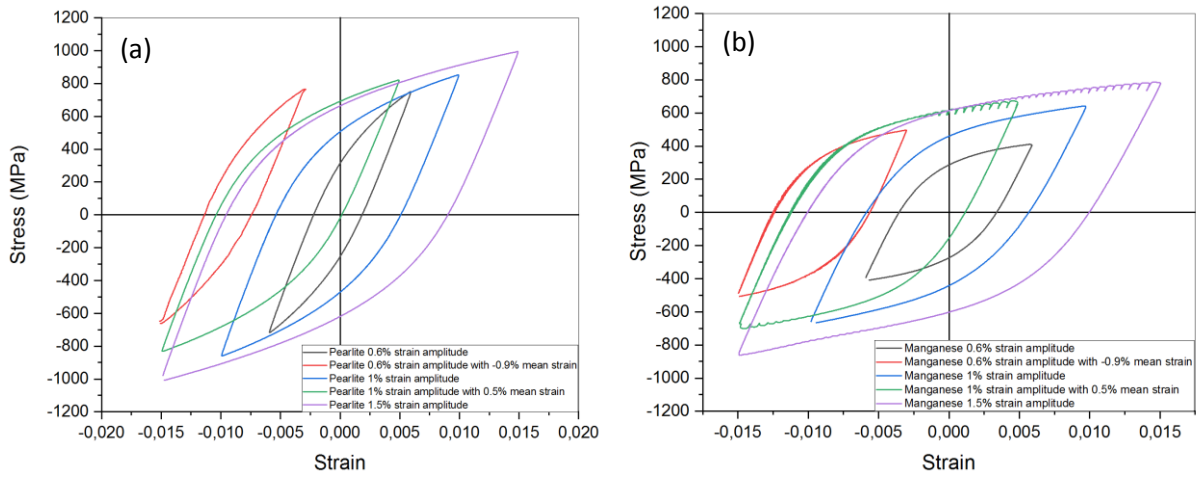 (a)
Stress (MPa)
1200
1000
800
600
400
200
0
-200
-400
-600
-800
-1000
-1200
-0,020
-0,015
-0,010
-0,005
0,000
0,005
0,010
0,015
0,020
Strain
Pearlite 0.6% strain amplitude
Pearlite 0.6% strain amplitude with -0.9% mean strain
Pearlite 1% strain amplitude
Pearlite 1% strain amplitude with 0.5% mean strain
Pearlite 1.5% strain amplitude
(b)
Stress (MPa)
1200
1000
800
600
400
200
0
-200
-400
-600
-800
-1000
-1200
-0,015
-0,010
-0,005
0,000
0,005
0,010
0,015
Strain
Manganese 0.6% strain amplitude
Manganese 0.6% strain amplitude with -0.9% mean strain
Manganese 1% strain amplitude
Manganese 1% strain amplitude with 0.5% mean strain
Manganese 1.5% strain amplitude